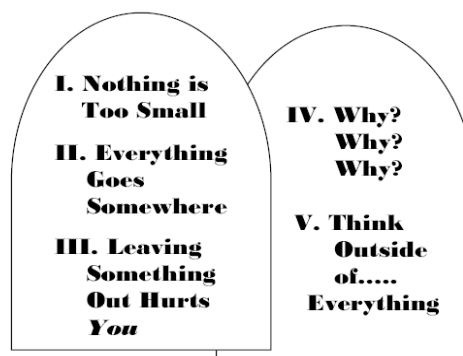 I. Nothing is
Too Small
II. Everything
Goes
Somewhere
III. Leaving
Something
Out Hurts
You
IV. Why?
Why?
Why?
V. Think
Outside
of.....
Everything